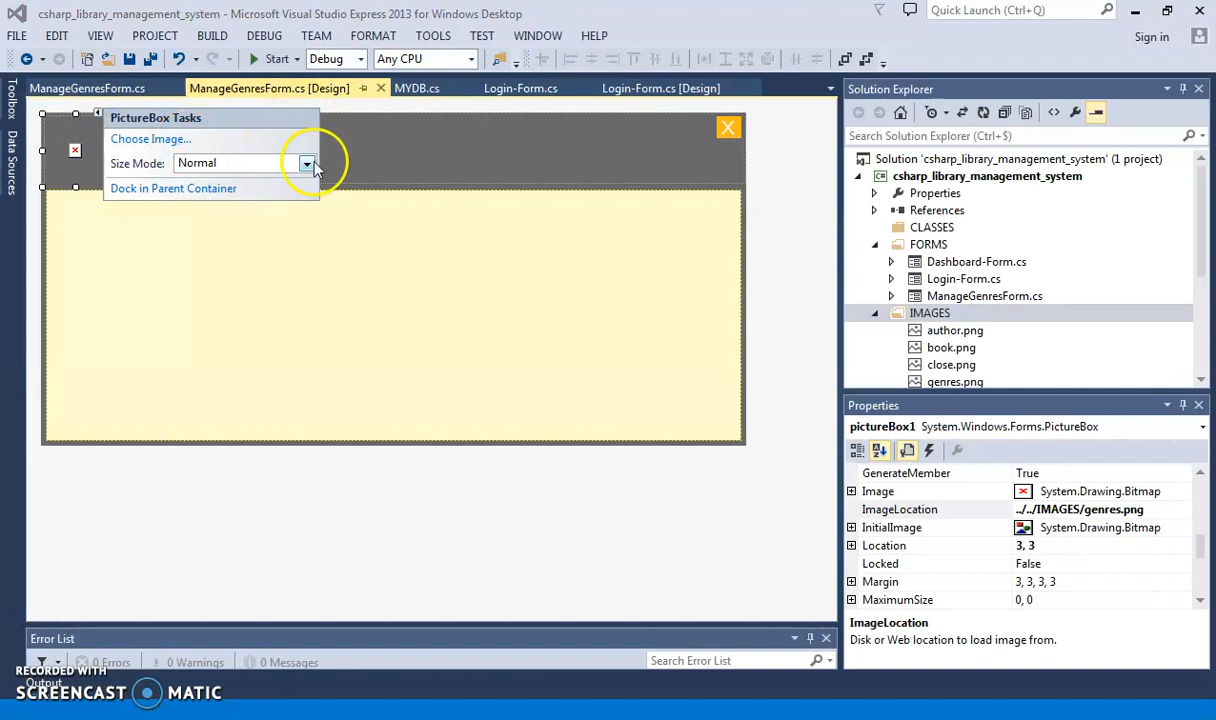 csharp_library_management_system - Microsoft Visual Studio Express 2013 for Windows Desktop
Quick Launch (Ctrl+Q)
FILE EDIT VIEW PROJECT BUILD DEBUG TEAM FORMAT TOOLS TEST WINDOW HELP
Sign in
Start Debug Any CPU
Toolbox
Data Sources
ManageGenresForm.cs ManageGenresForm.cs [Design] MYDB.cs Login-Form.cs Login-Form.cs [Design]
PictureBox Tasks
Choose Image...
Size Mode: Normal
Dock in Parent Container
X
Solution Explorer
Search Solution Explorer (Ctrl+;)
Solution 'csharp_library_management_system' (1 project)
csharp_library_management_system
Properties
References
CLASSES
FORMS
Dashboard-Form.cs
Login-Form.cs
ManageGenresForm.cs
IMAGES
author.png
book.png
close.png
genres.png
Properties
pictureBox1 System.Windows.Forms.PictureBox
GenerateMember True
Image System.Drawing.Bitmap
ImageLocation ../../IMAGES/genres.png
InitialImage System.Drawing.Bitmap
Location 3, 3
Locked False
Margin 3, 3, 3, 3
MaximumSize 0, 0
ImageLocation
Disk or Web location to load image from.
Error List
0 Errors 0 Warnings 0 Messages
Search Error List
Output
RECORDED WITH
SCREENCAST MATIC